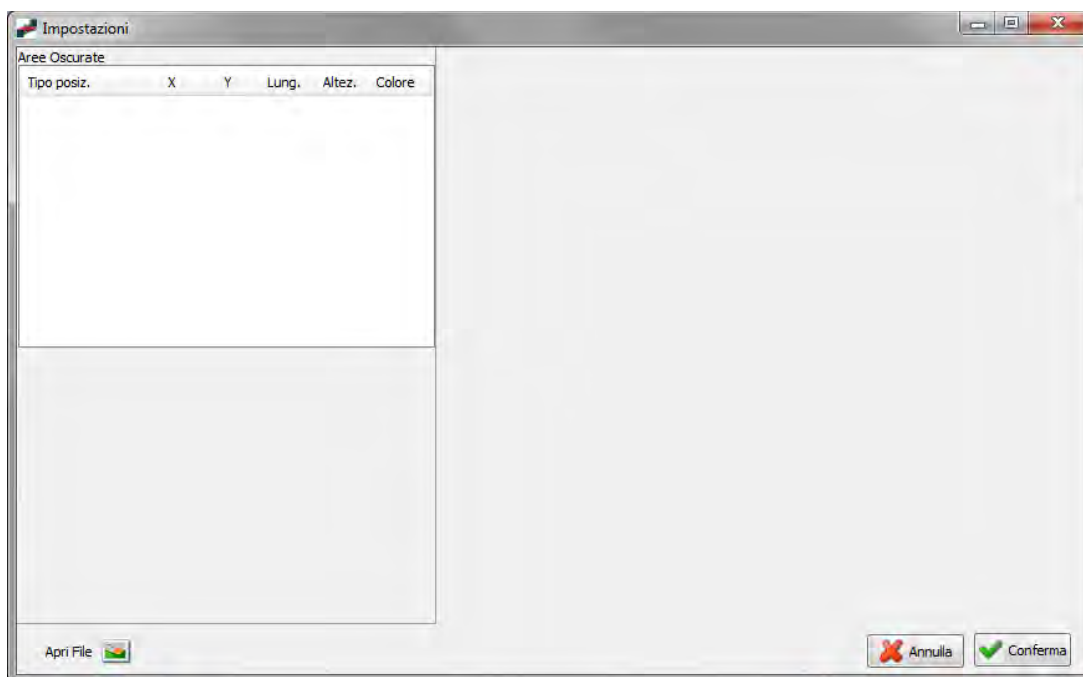 Impostazioni
Aree Oscurate
Tipo posiz. X Y Lung. Altez. Colore
Apri File
Annulla
Conferma